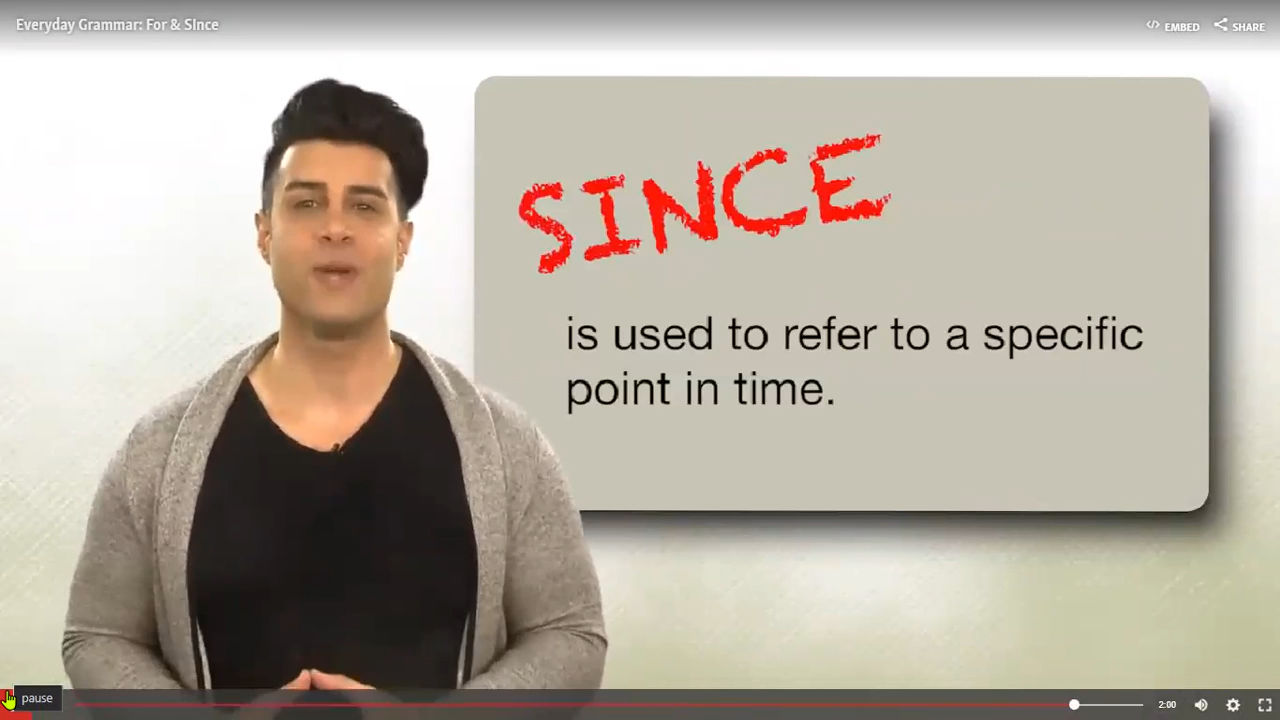 Everyday Grammar: For & SInce
EMBED
SHARE
SINCE
is used to refer to a specific
point in time.
pause
2:00